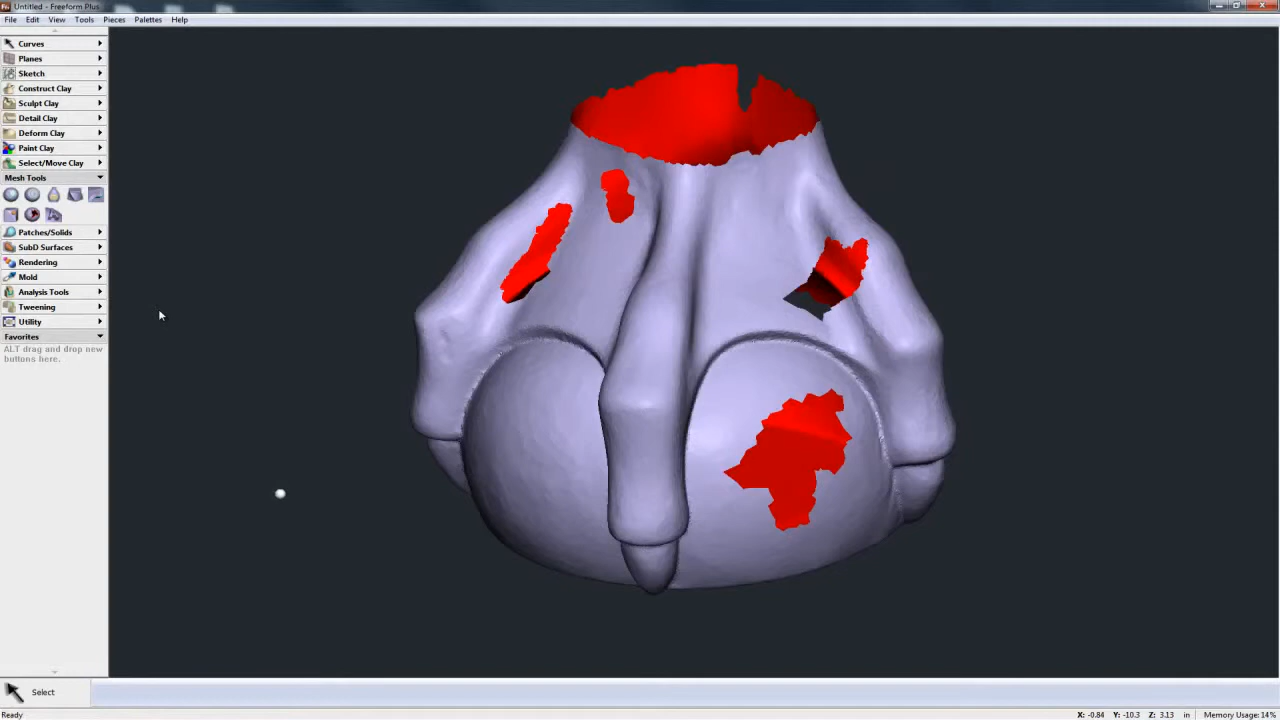 Untitled - Freeform Plus
File Edit View Tools Pieces Palettes Help
Curves
Planes
Sketch
Construct Clay
Sculpt Clay
Detail Clay
Deform Clay
Paint Clay
Select/Move Clay
Mesh Tools
Patches/Solids
SubD Surfaces
Rendering
Mold
Analysis Tools
Tweening
Utility
Favorites
ALT drag and drop new
buttons here.
Select
Ready X: -0.84 Y: -10.3 Z: 3.13 in Memory Usage: 14%